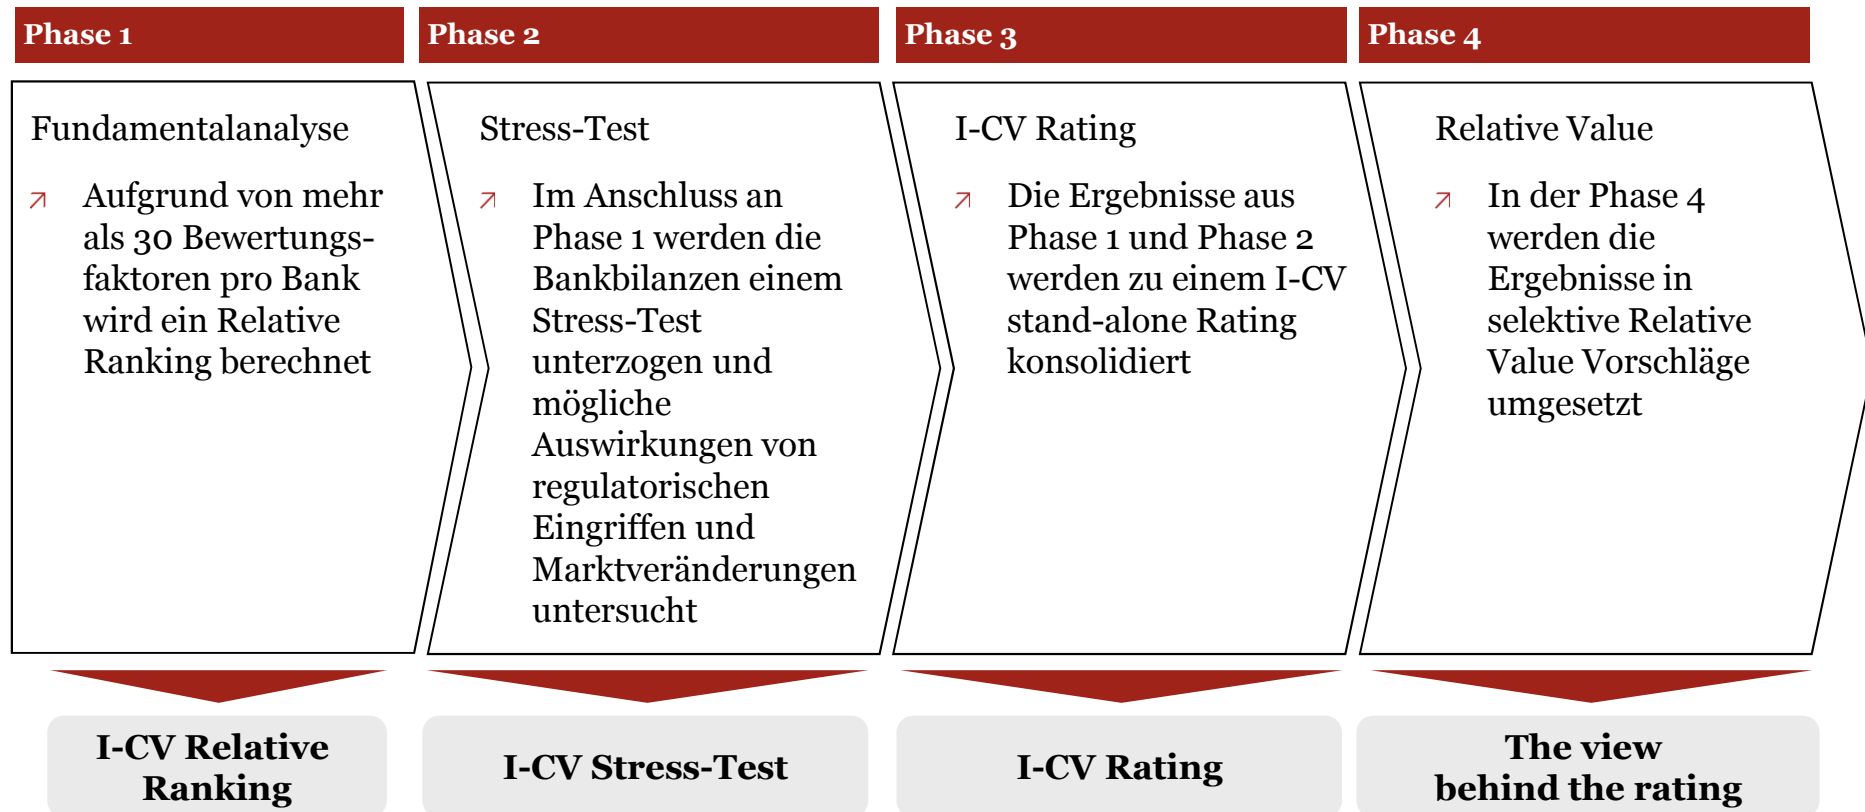 Phase 1
Phase 2
Phase 3
Phase 4
Fundamentalanalyse
Aufgrund von mehr
als 30 Bewertungs-
faktoren pro Bank
wird ein Relative
Ranking berechnet
Stress-Test
Im Anschluss an
Phase 1 werden die
Bankbilanzen einem
Stress-Test
unterzogen und
mögliche
Auswirkungen von
regulatorischen
Eingriffen und
Marktveränderungen
untersucht
I-CV Rating
Die Ergebnisse aus
Phase 1 und Phase 2
werden zu einem I-CV
stand-alone Rating
konsolidiert
Relative Value
In der Phase 4
werden die
Ergebnisse in
selektive Relative
Value Vorschläge
umgesetzt
I-CV Relative
Ranking
I-CV Stress-Test
I-CV Rating
The view
behind the rating